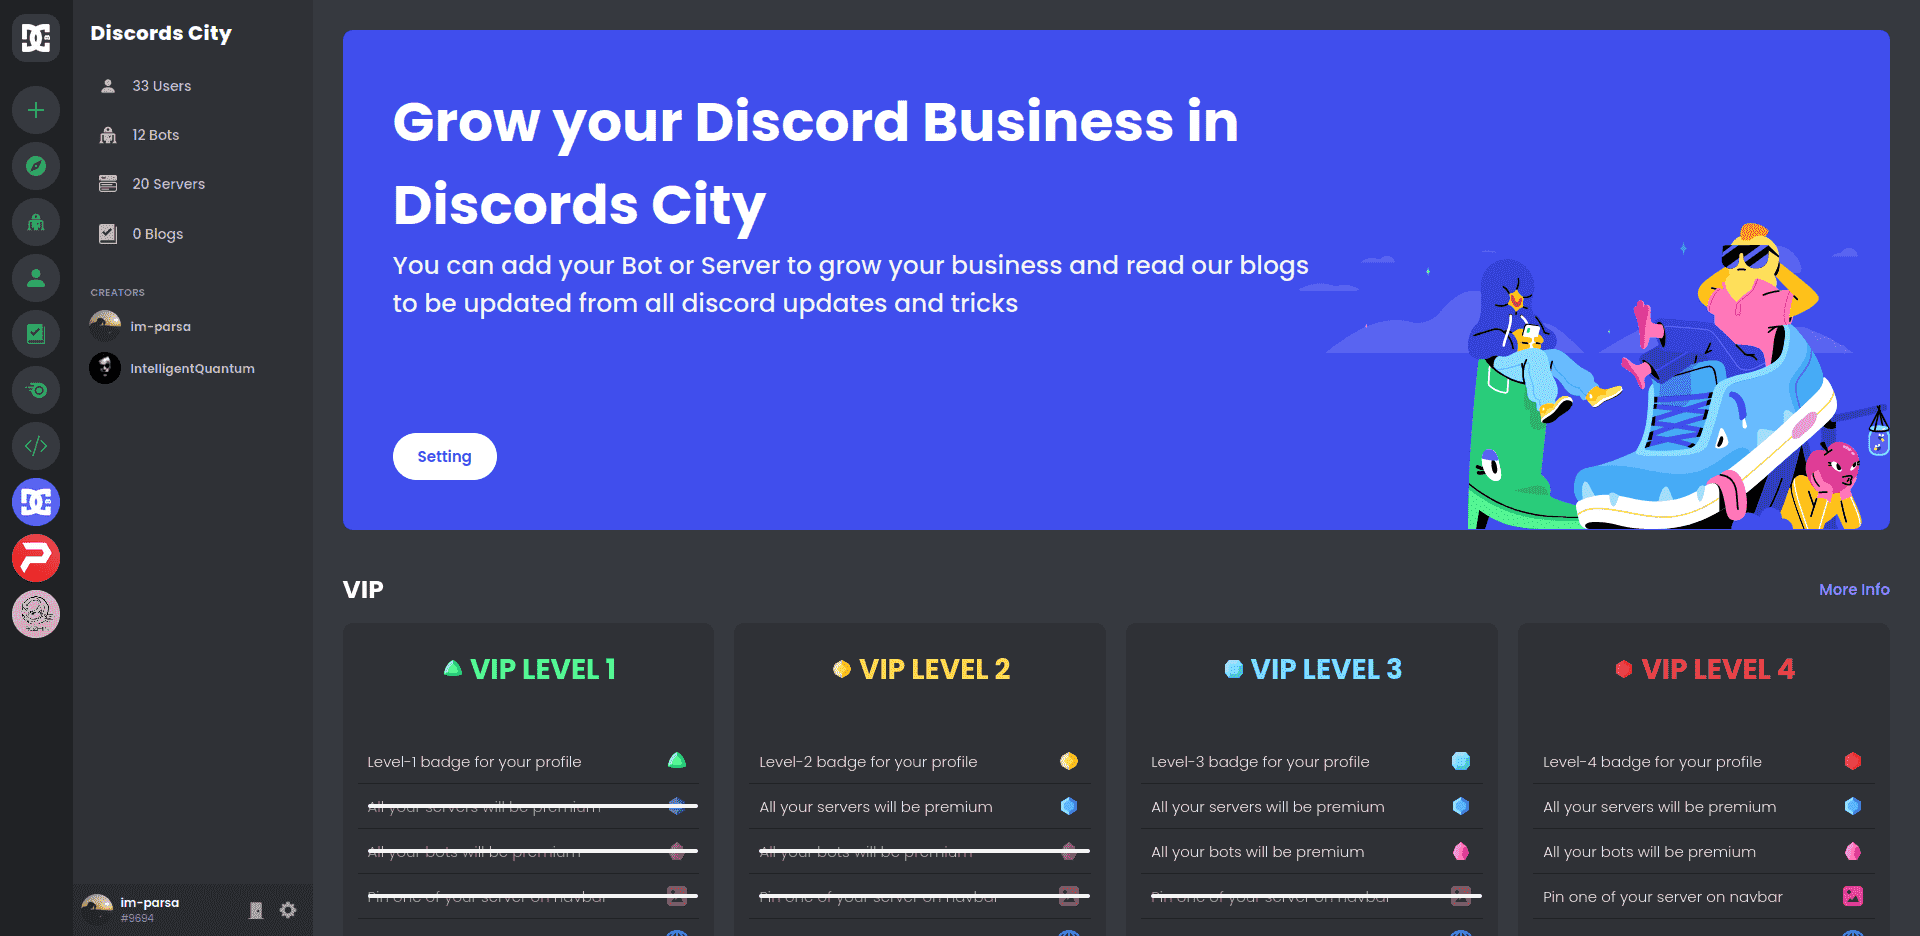 Discords City
33 Users
12 Bots
20 Servers
0 Blogs
CREATORS
im-parsa
IntelligentQuantum
im-parsa
#9694
Grow your Discord Business in
Discords City
You can add your Bot or Server to grow your business and read our blogs
to be updated from all discord updates and tricks
Setting
VIP
More Info
VIP LEVEL 1
Level-1 badge for your profile
All your servers will be premium
All your bots will be premium
Pin one of your server on navbar
VIP LEVEL 2
Level-2 badge for your profile
All your servers will be premium
All your bots will be premium
Pin one of your server on navbar
VIP LEVEL 3
Level-3 badge for your profile
All your servers will be premium
All your bots will be premium
Pin one of your server on navbar
VIP LEVEL 4
Level-4 badge for your profile
All your servers will be premium
All your bots will be premium
Pin one of your server on navbar